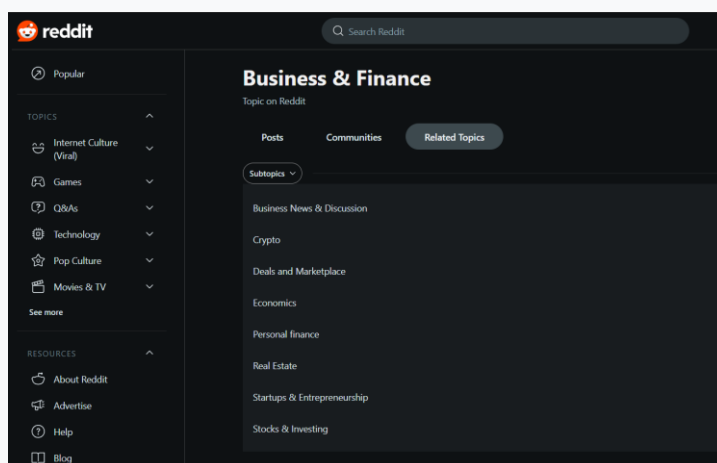 reddit
Search Reddit
Popular
TOPICS
Internet Culture
(Viral)
Games
Q&As
Technology
Pop Culture
Movies & TV
See more
RESOURCES
About Reddit
Advertise
Help
Blog
Business & Finance
Topic on Reddit
Posts Communities Related Topics
Subtopics
Business News & Discussion
Crypto
Deals and Marketplace
Economics
Personal finance
Real Estate
Startups & Entrepreneurship
Stocks & Investing